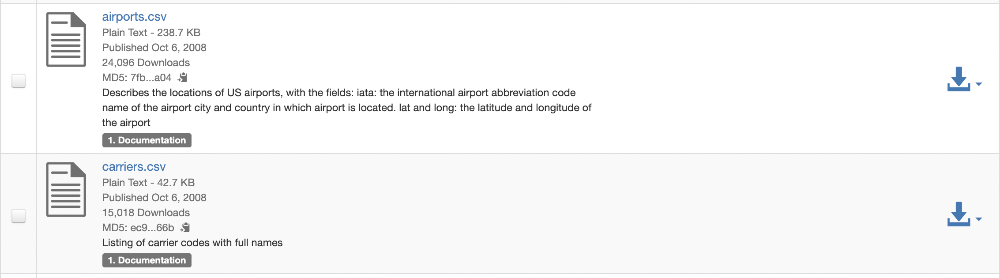 airports.csv
Plain Text - 238.7 KB
Published Oct 6, 2008
24,096 Downloads
MD5: 7fb...a04
Describes the locations of US airports, with the fields: iata: the international airport abbreviation code
name of the airport city and country in which airport is located. lat and long: the latitude and longitude of
the airport
1. Documentation
carriers.csv
Plain Text - 42.7 KB
Published Oct 6, 2008
15,018 Downloads
MD5: ec9...66b
Listing of carrier codes with full names
1. Documentation